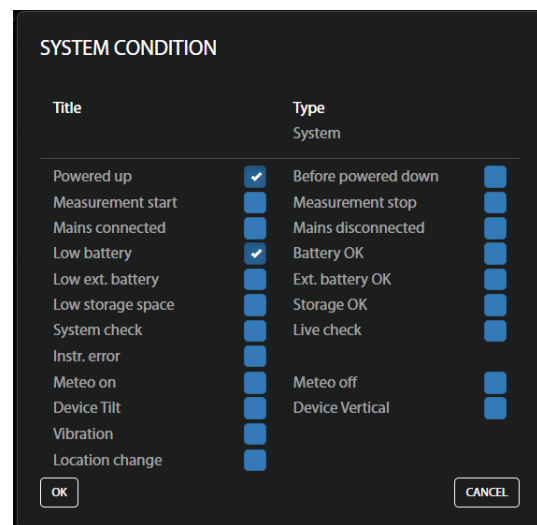 SYSTEM CONDITION
Title Type
System
Powered up Before powered down
Measurement start Measurement stop
Mains connected Mains disconnected
Low battery Battery OK
Low ext. battery Ext. battery OK
Low storage space Storage OK
System check Live check
Instr. error
Meteo on Meteo off
Device Tilt Device Vertical
Vibration
Location change
OK CANCEL